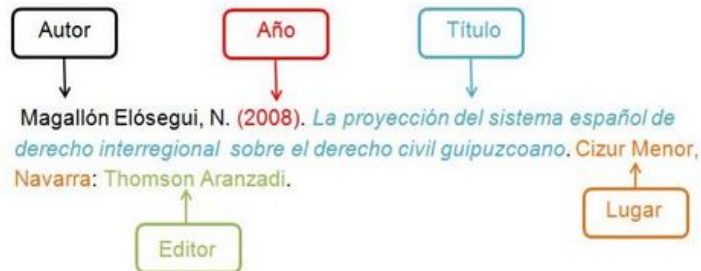 Autor
Año
Título
Magallón Elósegui, N. (2008). La proyección del sistema español de
derecho interregional sobre el derecho civil guipuzcoano. Cizur Menor,
Navarra: Thomson Aranzadi.
Editor
Lugar